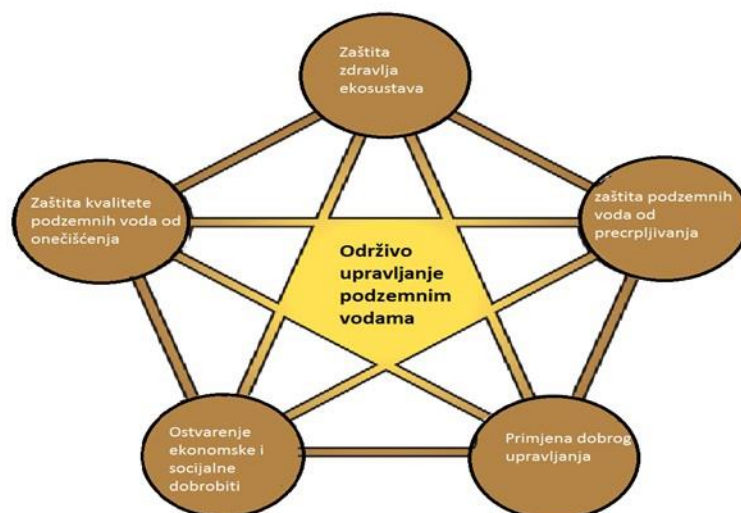 Zaštita
zdravlja
ekosustava
Zaštita kvalitete
podzemnih voda od
onečišćenja
zaštita podzemnih
voda od
precrpljivanja
Održivo
upravljanje
podzemnim
vodama
Ostvarenje
ekonomske i
socijalne
dobrobiti
Primjena dobrog
upravljanja